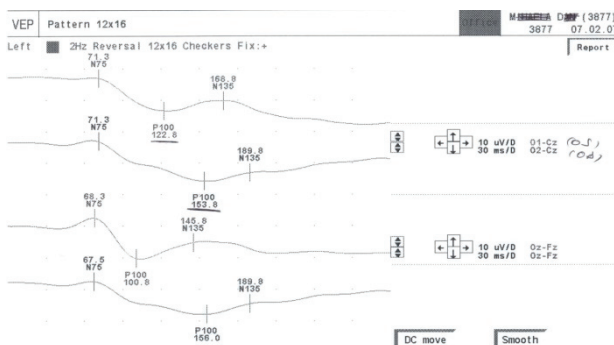 VEP Pattern 12x16 Office (3877)
3877 07.02.0
Left 2Hz Reversal 12x16 Checkers Fix:+ Report
71.3
N75
168.8
N135
P100
122.8
71.3
N75
189.8
N135
P100
153.8
10 uV/D O1-Cz (OS)
30 ms/D O2-Cz (OD)
68.3
N75
145.8
N135
P100
100.8
10 uV/D Oz-Fz
30 ms/D Oz-Fz
67.5
N75
189.8
N135
P100
156.0
DC move Smooth